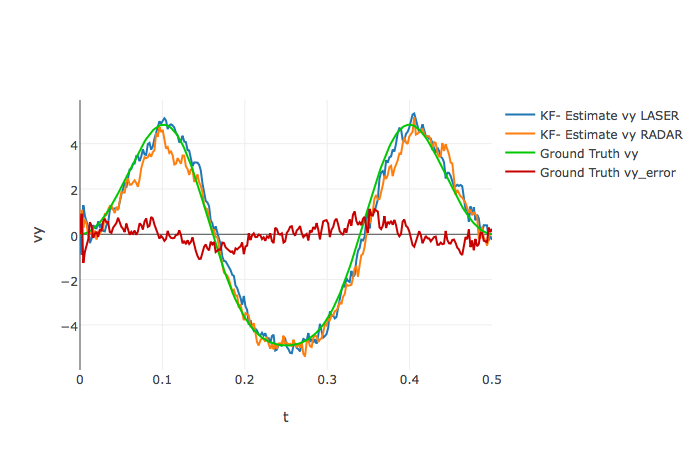 KF- Estimate vy LASER
KF- Estimate vy RADAR
Ground Truth vy
Ground Truth vy_error
4
2
0
−2
−4
vy
0
0.1
0.2
0.3
0.4
0.5
t